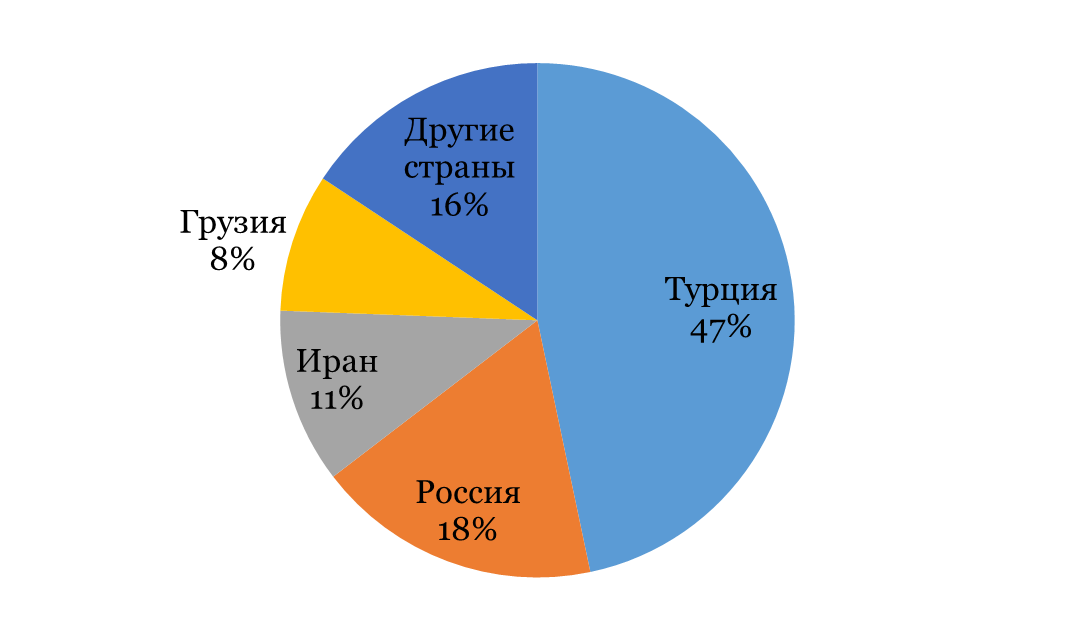 Другие
страны
16%
Грузия
8%
Турция
47%
Иран
11%
Россия
18%